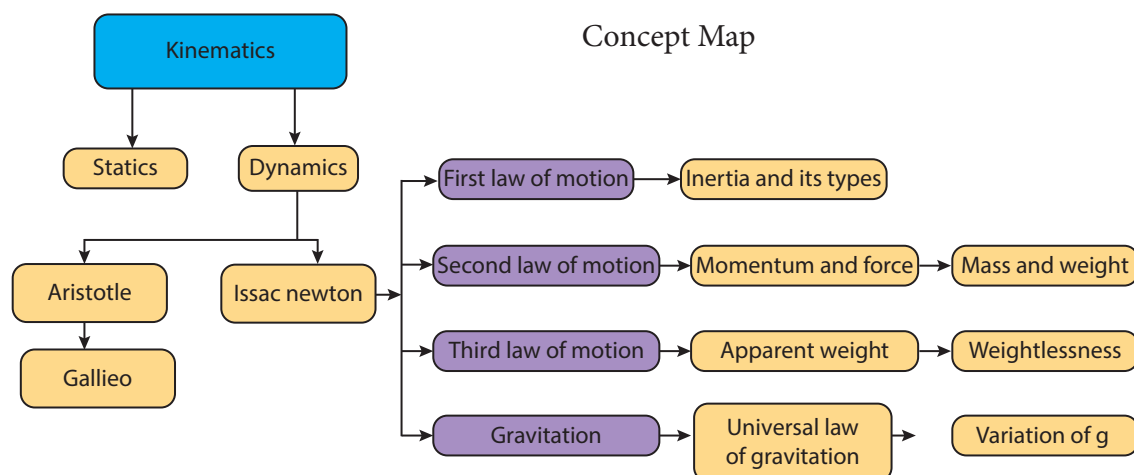 Concept Map
Kinematics
Statics
Dynamics
Aristotle
Gallieo
Issac newton
First law of motion
Inertia and its types
Second law of motion
Momentum and force
Mass and weight
Third law of motion
Apparent weight
Weightlessness
Gravitation
Universal law
of gravitation
Variation of g